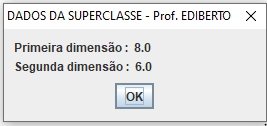 DADOS DA SUPERCLASSE - Prof. EDIBERTO
Primeira dimensão : 8.0
Segunda dimensão : 6.0
OK